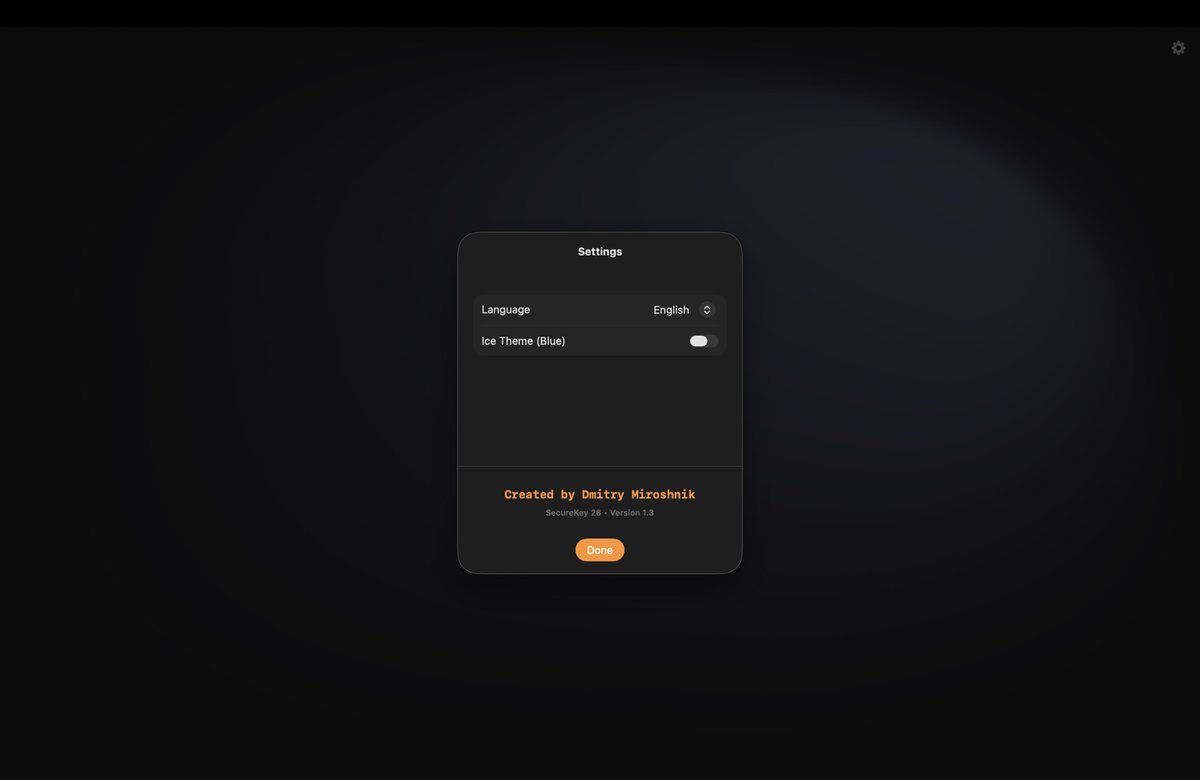 Settings
Language English
Ice Theme (Blue)
Created by Dmitry Miroshnik
SecureKey 26 • Version 1.3
Done